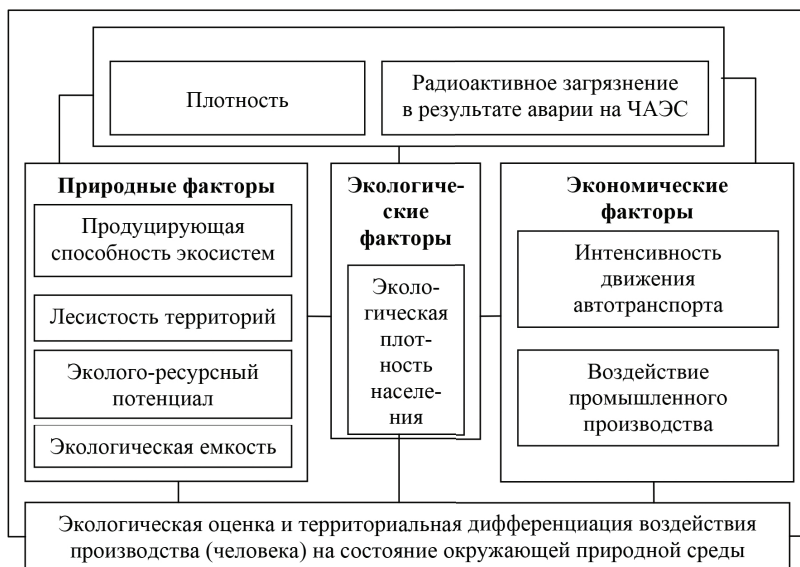 Плотность
Радиоактивное загрязнение
в результате аварии на ЧАЭС
Природные факторы
Продуцирующая
способность экосистем
Лесистость территорий
Эколого-ресурсный
потенциал
Экологическая емкость
Экологиче-
ские
факторы
Эколо-
гическая
плот-
ность
населе-
ния
Экономические
факторы
Интенсивность
движения
автотранспорта
Воздействие
промышленного
производства
Экологическая оценка и территориальная дифференциация воздействия
производства (человека) на состояние окружающей природной среды